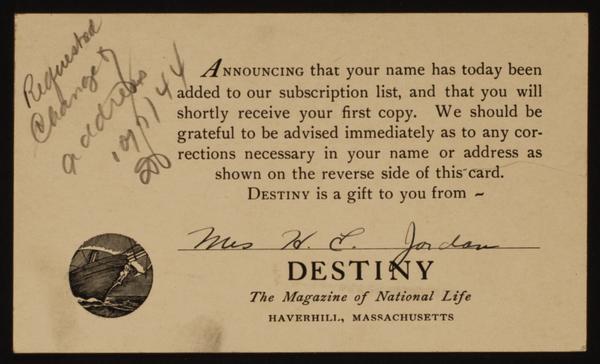 Requested
Change of
address
ANNOUNCING that your name has today been
added to our subscription list, and that you will
shortly receive your first copy. We should be
grateful to be advised immediately as to any cor-
rections necessary in your name or address as
shown on the reverse side of this card.
DESTINY is a gift to you from ~
Mrs H. L. Jordan
DESTINY
The Magazine of National Life
HAVERHILL, MASSACHUSETTS